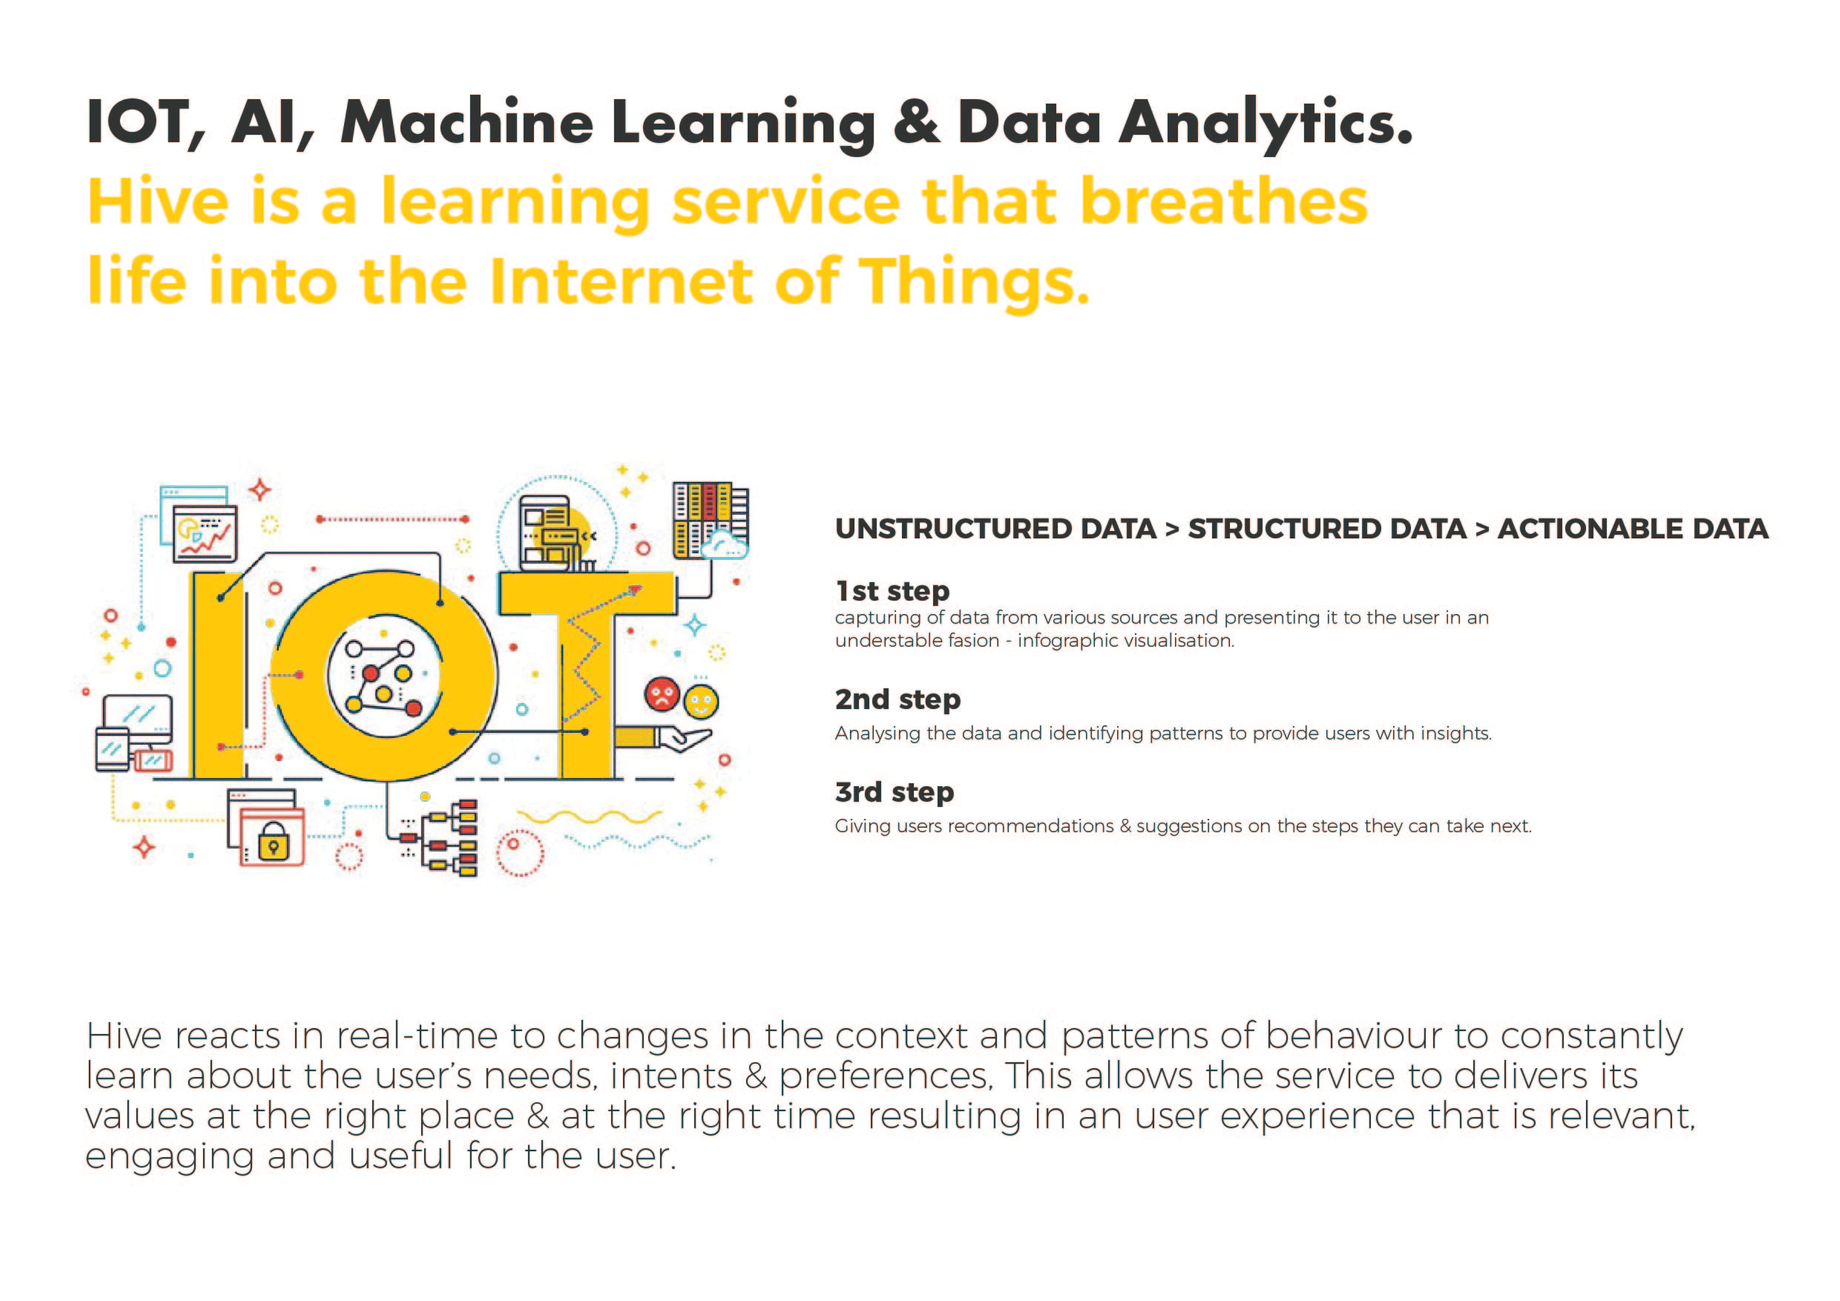 IOT, AI, Machine Learning & Data Analytics.
Hive is a learning service that breathes
life into the Internet of Things.
IOT
UNSTRUCTURED DATA > STRUCTURED DATA > ACTIONABLE DATA
1st step
capturing of data from various sources and presenting it to the user in an
understable fasion - infographic visualisation.
2nd step
Analysing the data and identifying patterns to provide users with insights.
3rd step
Giving users recommendations & suggestions on the steps they can take next.
Hive reacts in real-time to changes in the context and patterns of behaviour to constantly
learn about the user's needs, intents & preferences, This allows the service to delivers its
values at the right place & at the right time resulting in an user experience that is relevant,
engaging and useful for the user.